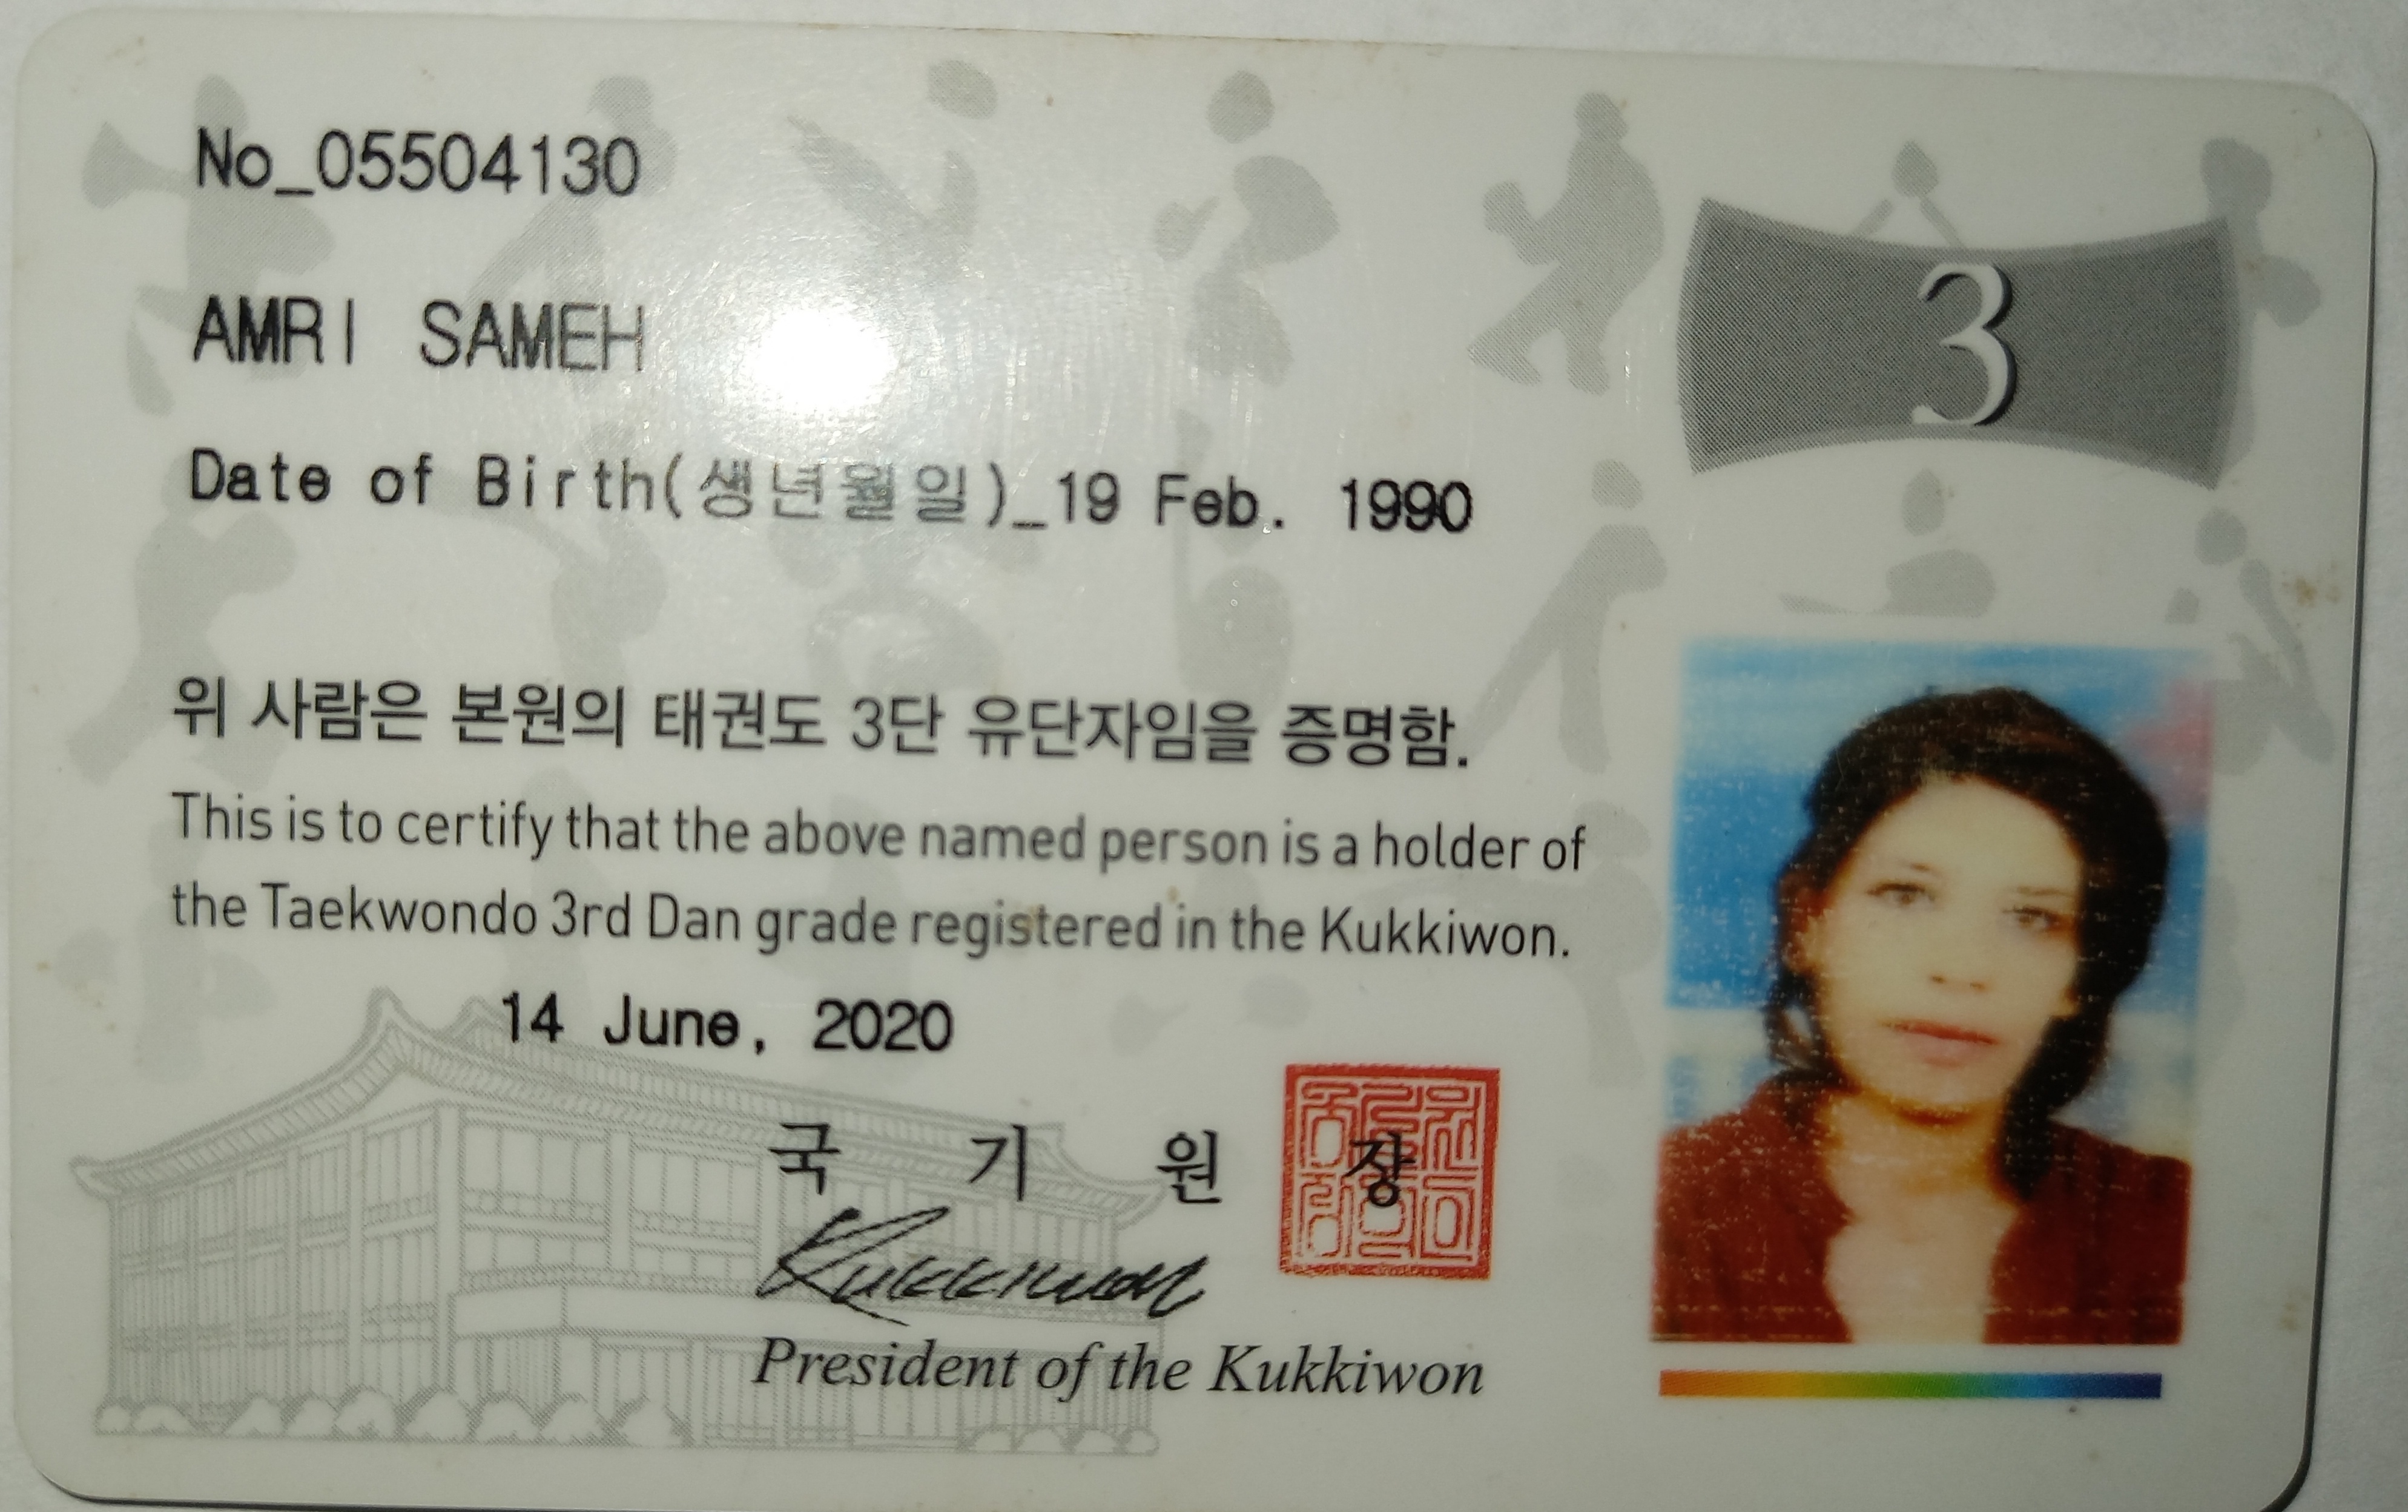 No_05504130
3
AMRI SAMEH
Date of Birth(생년월일)_19 Feb. 1990
위 사람은 본원의 태권도 3단 유단자임을 증명함.
This is to certify that the above named person is a holder of
the Taekwondo 3rd Dan grade registered in the Kukkiwon.
14 June, 2020
국 기 원 장
Kukkiwon
President of the Kukkiwon